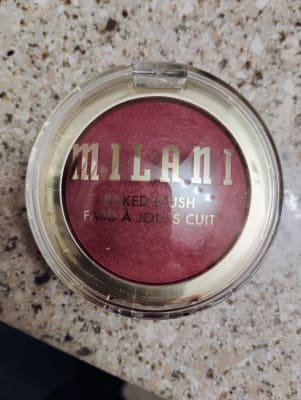 MILANI
BAKED BLUSH
FARD À JOUES CUIT